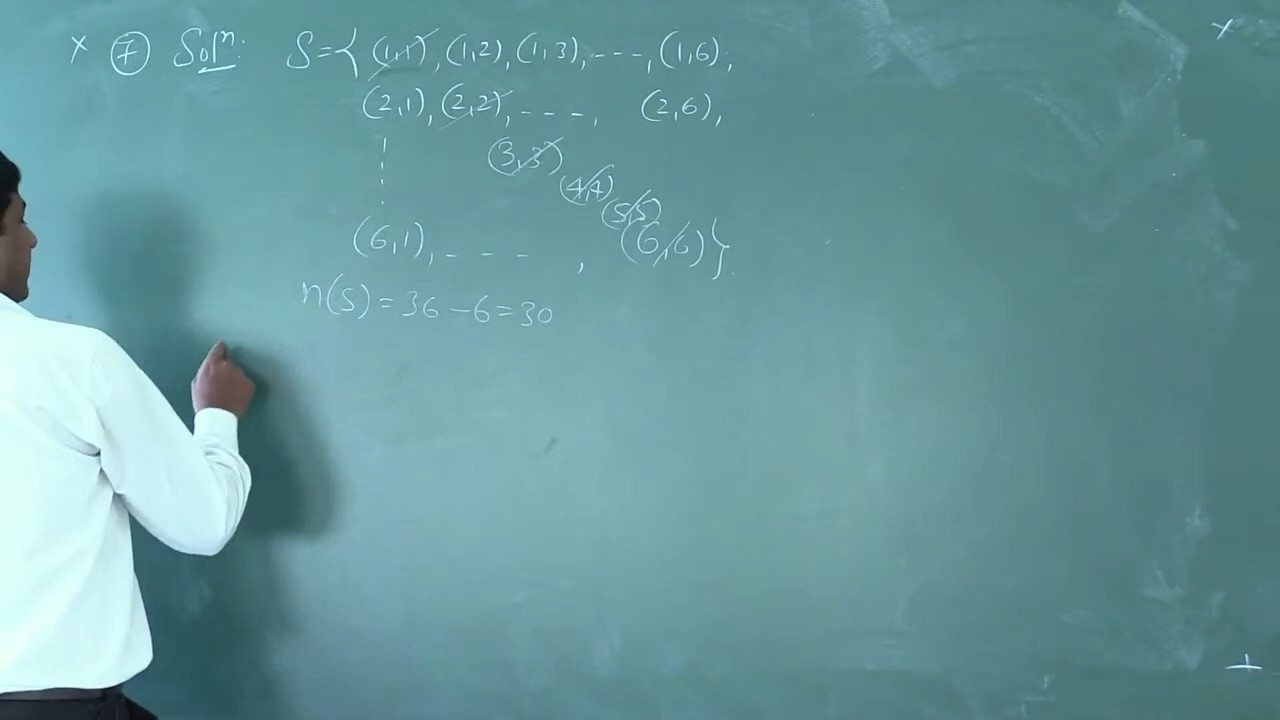 x ⑦ Solⁿ: S={ (1,1), (1,2), (1,3), ---, (1,6),
(2,1), (2,2), ---, (2,6),
(3,3)
(4,4)
(5,5)
(6,1), --- , (6,6)}.
n(S) = 36 - 6 = 30